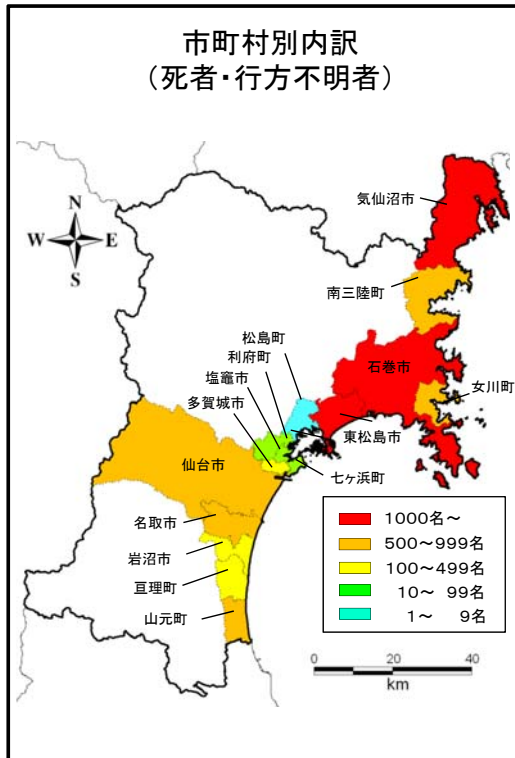 市町村別内訳
（死者・行方不明者）
N
W E
S
気仙沼市
南三陸町
松島町
利府町
塩竈市
多賀城市
石巻市
女川町
東松島市
七ヶ浜町
仙台市
名取市
岩沼市
亘理町
山元町
1000名～
500～999名
100～499名
10～ 99名
1～ 9名
0 20 40
km